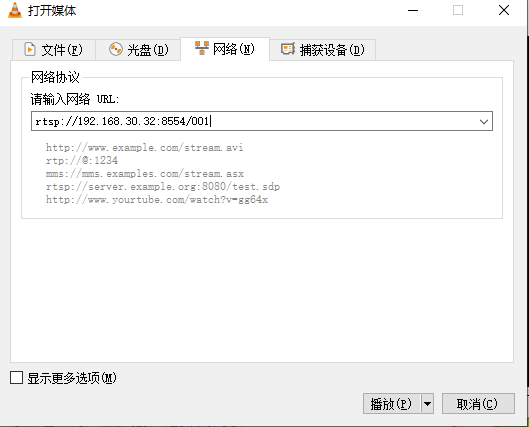 打开媒体
文件(F) 光盘(D) 网络(N) 捕获设备(D)
网络协议
请输入网络 URL:
rtsp://192.168.30.32:8554/001
http://www.example.com/stream.avi
rtp://@:1234
mms://mms.examples.com/stream.asx
rtsp://server.example.org:8080/test.sdp
http://www.yourtube.com/watch?v=gg64x
显示更多选项(M)
播放(P) 取消(C)